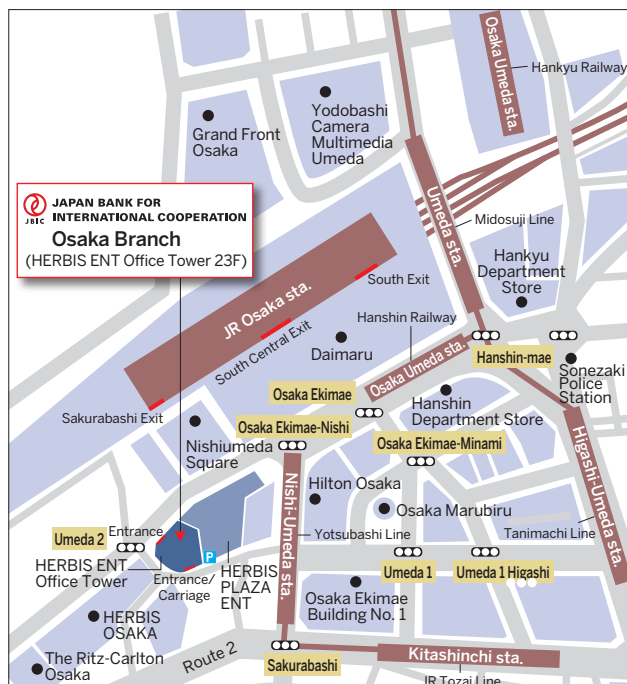 Osaka Umeda sta.
Hankyu Railway
Grand Front
Osaka
Yodobashi
Camera
Multimedia
Umeda
JBIC
JAPAN BANK FOR
INTERNATIONAL COOPERATION
Osaka Branch
(HERBIS ENT Office Tower 23F)
Umeda sta.
Midosuji Line
Hankyu
Department
Store
South Exit
JR Osaka sta.
South Central Exit
Hanshin Railway
Daimaru
Osaka Umeda sta.
Hanshin-mae
Sonezaki
Police
Station
Sakurabashi Exit
Osaka Ekimae
Hanshin
Department Store
Osaka Ekimae-Nishi
Nishiumeda
Square
Osaka Ekimae-Minami
Higashi-Umeda sta.
Hilton Osaka
Nishi-Umeda sta.
Osaka Marubiru
Yotsubashi Line
Tanimachi Line
Umeda 2
Entrance
HERBIS ENT
Office Tower
P
Entrance/
Carriage
HERBIS
PLAZA
ENT
Umeda 1
Umeda 1 Higashi
Osaka Ekimae
Building No. 1
HERBIS
OSAKA
The Ritz-Carlton
Osaka
Route 2
Sakurabashi
Kitashinchi sta.
JR Tozai Line